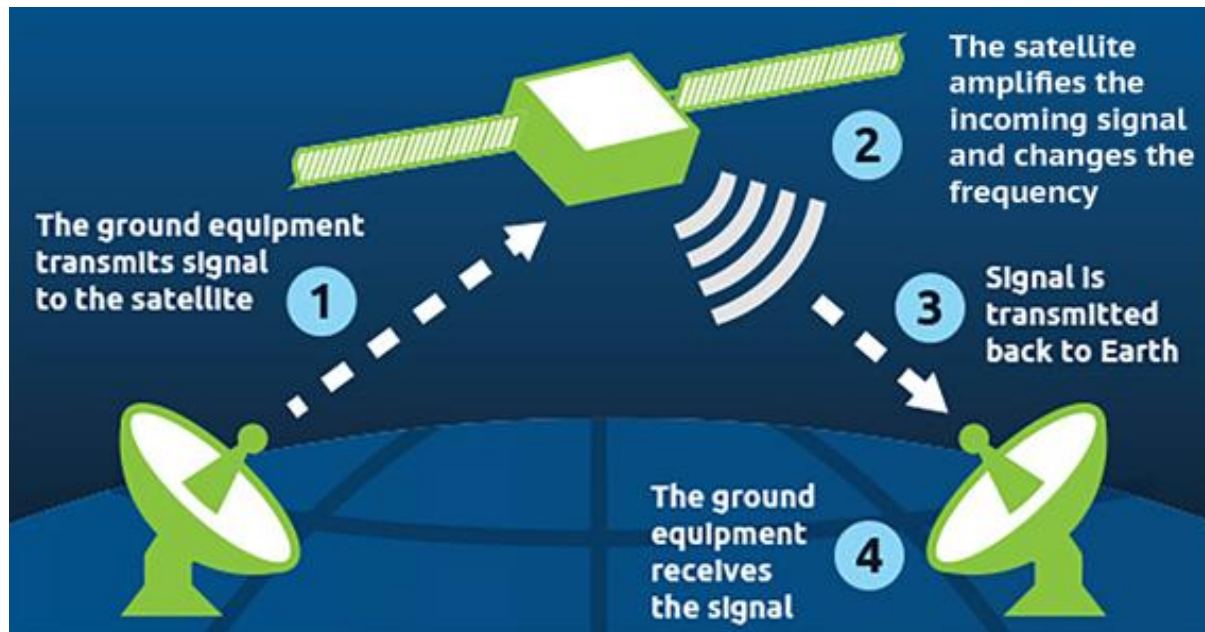 The ground equipment
transmits signal
to the satellite
1
The satellite
amplifies the
incoming signal
and changes the
frequency
2
3
Signal is
transmitted
back to Earth
The ground
equipment
receives
the signal
4